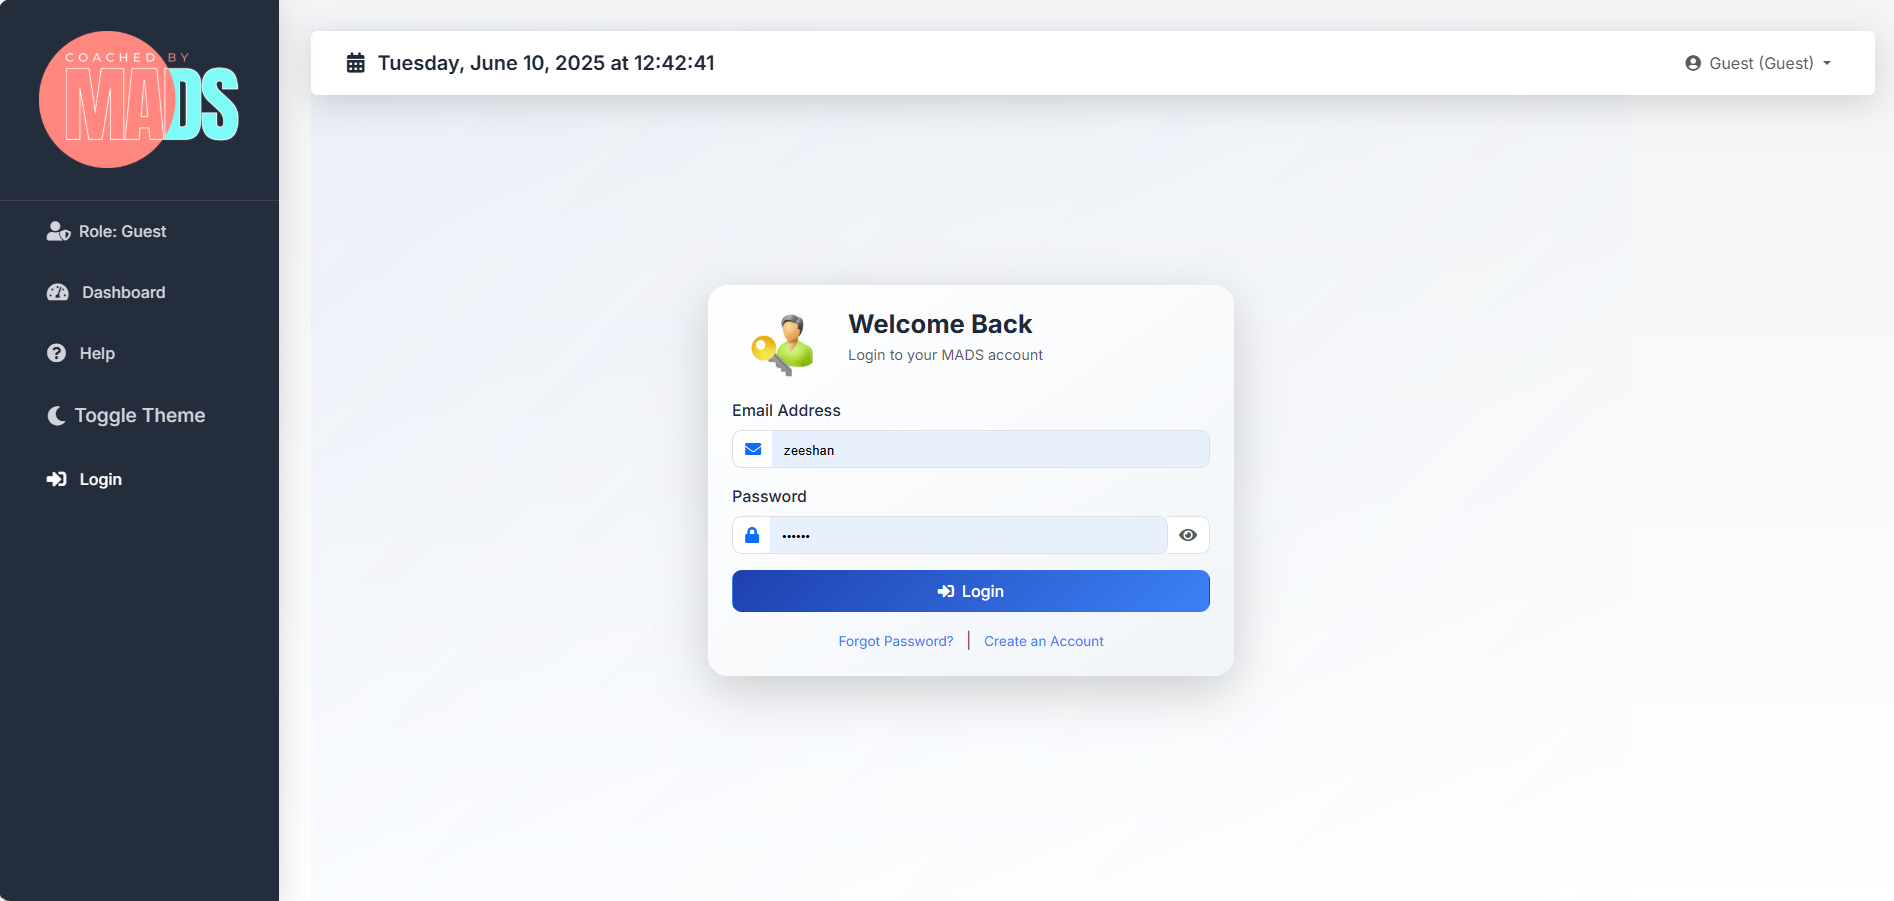 COACHED BY
MADS
Role: Guest
Dashboard
Help
Toggle Theme
Login
Tuesday, June 10, 2025 at 12:42:41
Guest (Guest)
Welcome Back
Login to your MADS account
Email Address
zeeshan
Password
••••••
Login
Forgot Password? | Create an Account